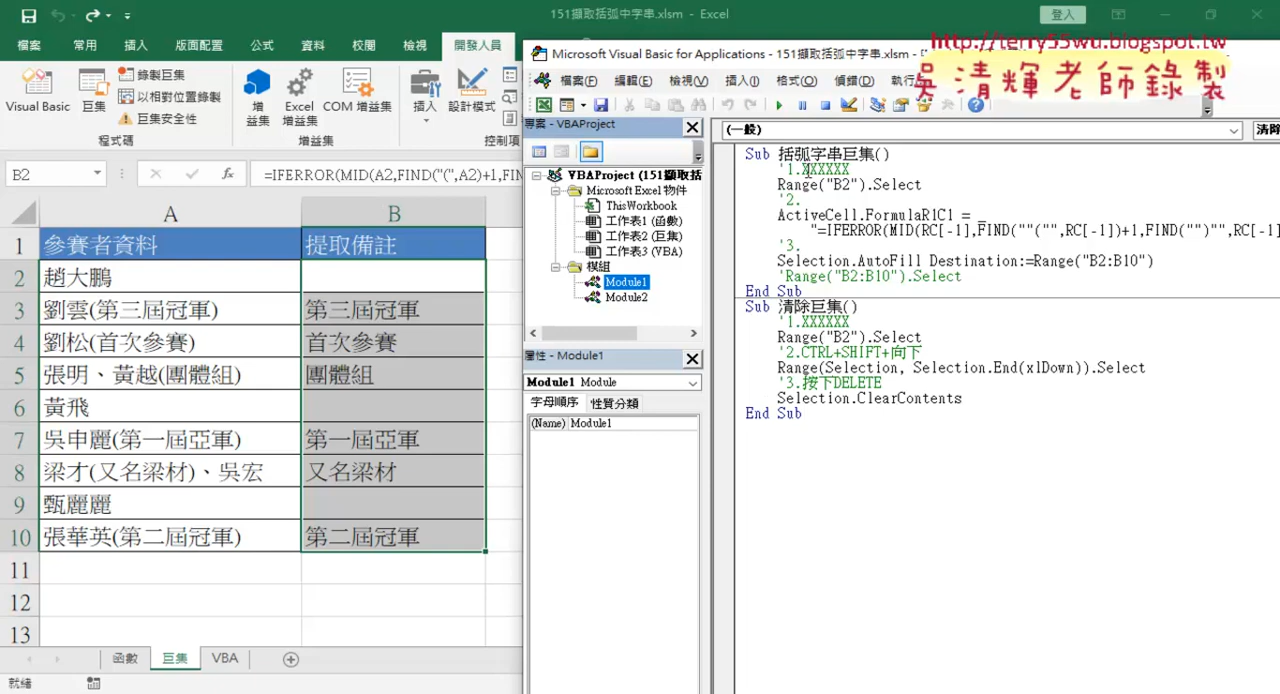 151擷取括弧中字串.xlsm - Excel
登入
檔案 常用 插入 版面配置 公式 資料 校閱 檢視 開發人員
Visual Basic
巨集
錄製巨集
以相對位置錄製
巨集安全性
程式碼
增益集
Excel 增益集
COM 增益集
增益集
插入
設計模式
控制項
B2
=IFERROR(MID(A2,FIND("(",A2)+1,FIN
A B
1 參賽者資料 提取備註
2 趙大鵬
3 劉雲(第三屆冠軍) 第三屆冠軍
4 劉松(首次參賽) 首次參賽
5 張明、黃越(團體組) 團體組
6 黃飛
7 吳申麗(第一屆亞軍) 第一屆亞軍
8 梁才(又名梁材)、吳宏 又名梁材
9 甄麗麗
10 張華英(第二屆冠軍) 第二屆冠軍
11
12
13
函數 巨集 VBA
就緒
Microsoft Visual Basic for Applications - 151擷取括弧中字串.xlsm -
http://terry55wu.blogspot.tw
吳清輝老師錄製
檔案(F) 編輯(E) 檢視(V) 插入(I) 格式(O) 偵錯(D) 執行
專案 - VBAProject
VBAProject (151擷取括
Microsoft Excel 物件
ThisWorkbook
工作表1 (函數)
工作表2 (巨集)
工作表3 (VBA)
模組
Module1
Module2
屬性 - Module1
Module1 Module
字母順序 性質分類
(Name) Module1
(一般)
清除
Sub 括弧字串巨集()
'1.XXXXXX
Range("B2").Select
'2.
ActiveCell.FormulaR1C1 = _
"=IFERROR(MID(RC[-1],FIND(""("",RC[-1])+1,FIND("")"",RC[-1]
'3.
Selection.AutoFill Destination:=Range("B2:B10")
'Range("B2:B10").Select
End Sub
Sub 清除巨集()
'1.XXXXXX
Range("B2").Select
'2.CTRL+SHIFT+向下
Range(Selection, Selection.End(xlDown)).Select
'3.按下DELETE
Selection.ClearContents
End Sub